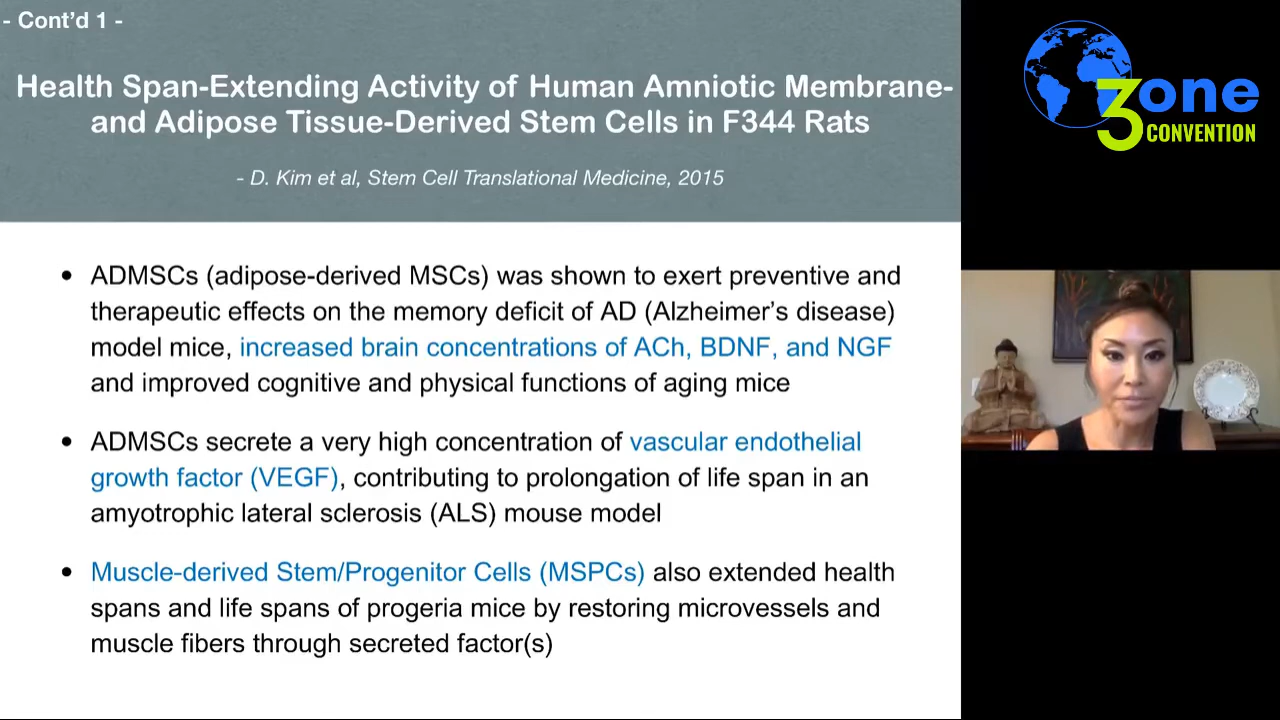 - Cont’d 1 -
Health Span-Extending Activity of Human Amniotic Membrane-
and Adipose Tissue-Derived Stem Cells in F344 Rats
- D. Kim et al, Stem Cell Translational Medicine, 2015
• ADMSCs (adipose-derived MSCs) was shown to exert preventive and
therapeutic effects on the memory deficit of AD (Alzheimer’s disease)
model mice, increased brain concentrations of ACh, BDNF, and NGF
and improved cognitive and physical functions of aging mice
• ADMSCs secrete a very high concentration of vascular endothelial
growth factor (VEGF), contributing to prolongation of life span in an
amyotrophic lateral sclerosis (ALS) mouse model
• Muscle-derived Stem/Progenitor Cells (MSPCs) also extended health
spans and life spans of progeria mice by restoring microvessels and
muscle fibers through secreted factor(s)
3one
CONVENTION